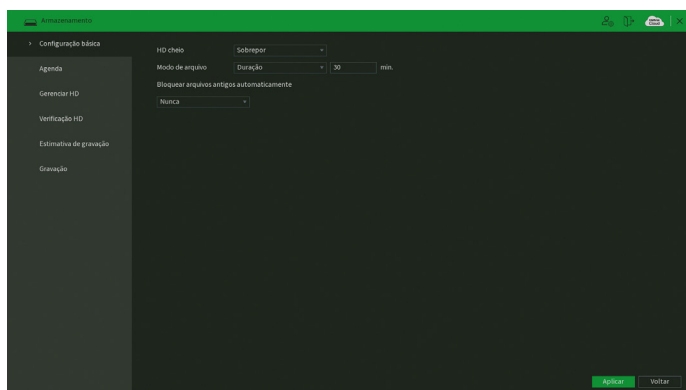 Armazenamento
Configuração básica
Agenda
Gerenciar HD
Verificação HD
Estimativa de gravação
Gravação
HD cheio Sobrepor
Modo de arquivo Duração 30 min.
Bloquear arquivos antigos automaticamente
Nunca
Aplicar Voltar